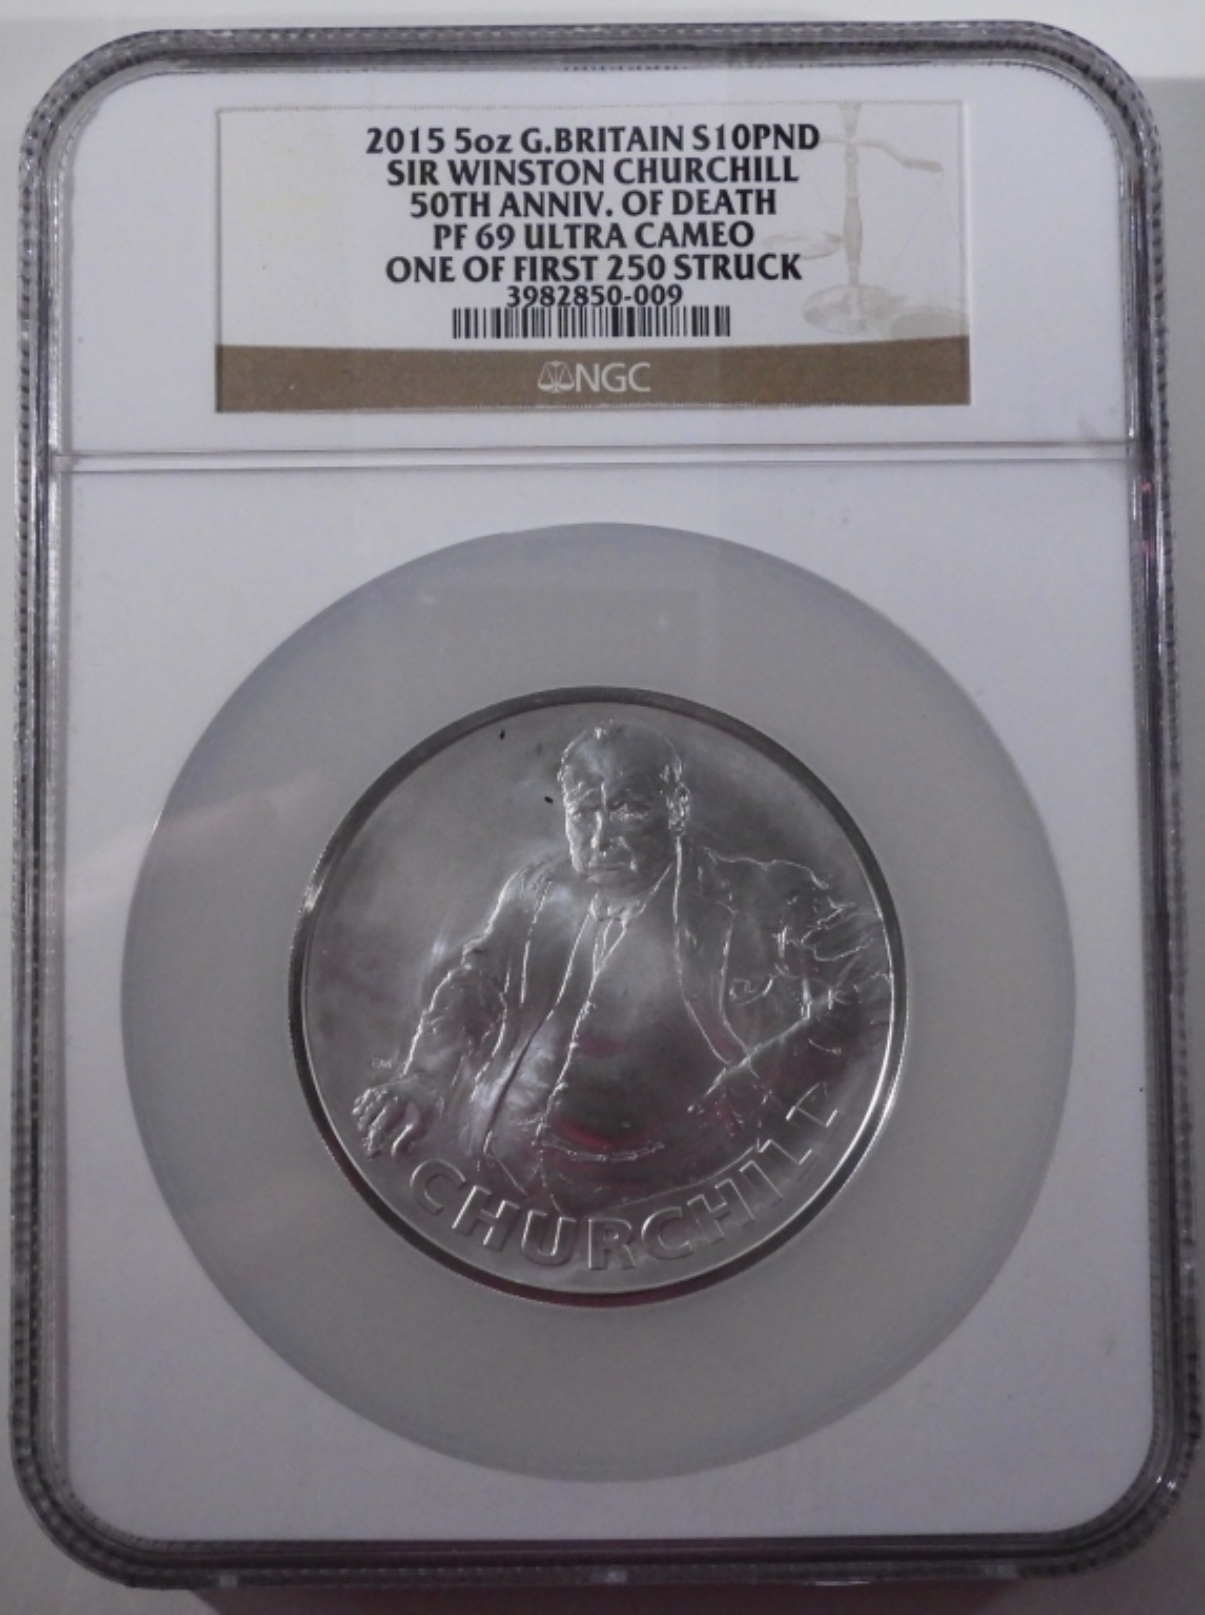 2015 5oz G.BRITAIN S10PND
SIR WINSTON CHURCHILL
50TH ANNIV. OF DEATH
PF 69 ULTRA CAMEO
ONE OF FIRST 250 STRUCK
3982850-009
NGC
CHURCHILL